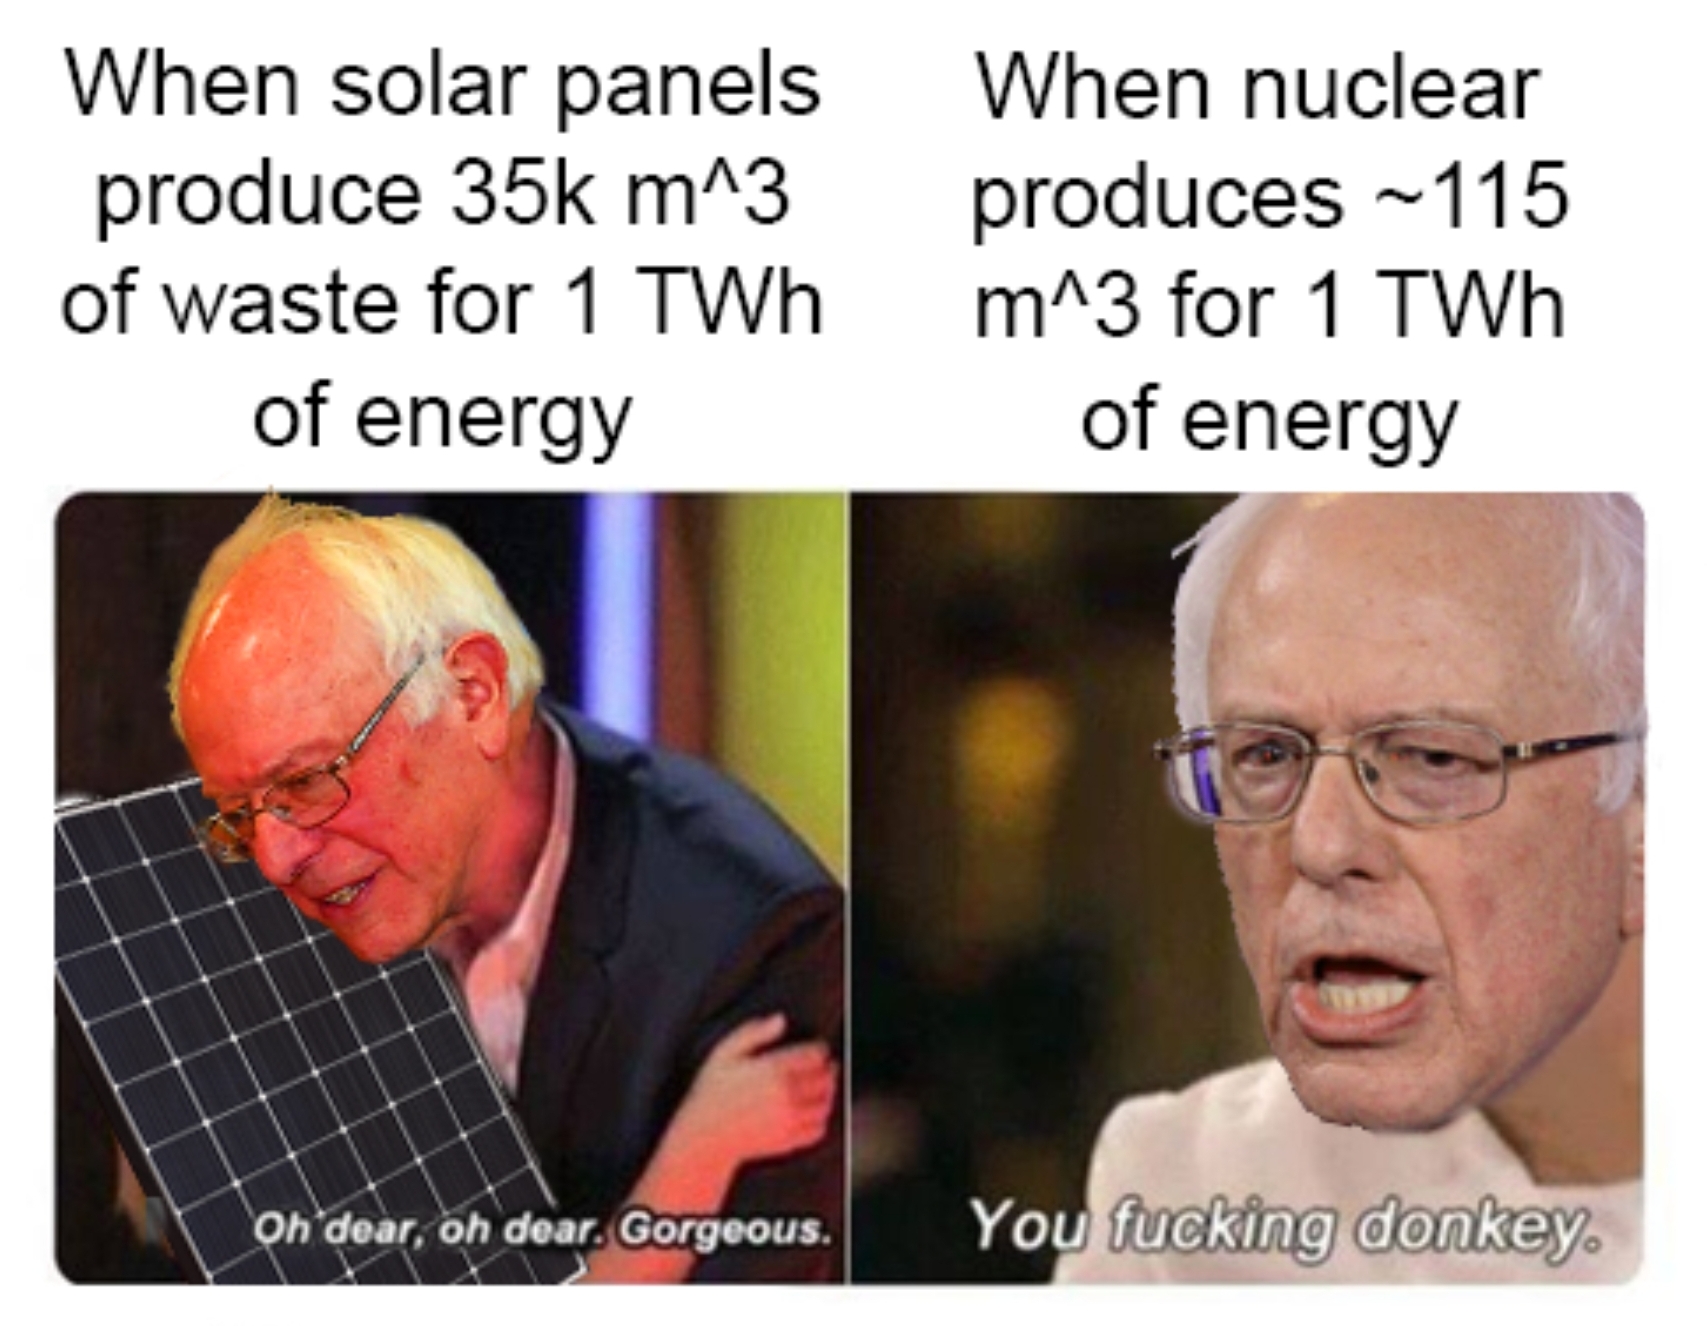 When solar panels
produce 35k m^3
of waste for 1 TWh
of energy
When nuclear
produces ~115
m^3 for 1 TWh
of energy
Oh dear, oh dear. Gorgeous.
You fucking donkey.